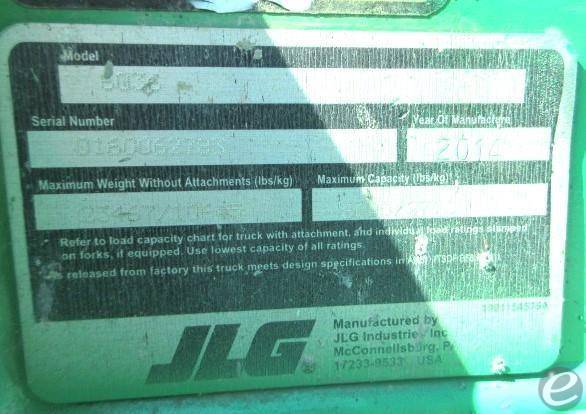 Model
Serial Number
Year Of Manufacture
2014
Maximum Weight Without Attachments (lbs/kg)
Maximum Capacity (lbs/kg)
Refer to load capacity chart for truck with attachment, and individual load ratings stamped
on forks, if equipped. Use lowest capacity of all ratings.
As released from factory this truck meets design specifications in
JLG
Manufactured by
JLG Industries, Inc
McConnellsburg, PA
17233-9533 USA
e